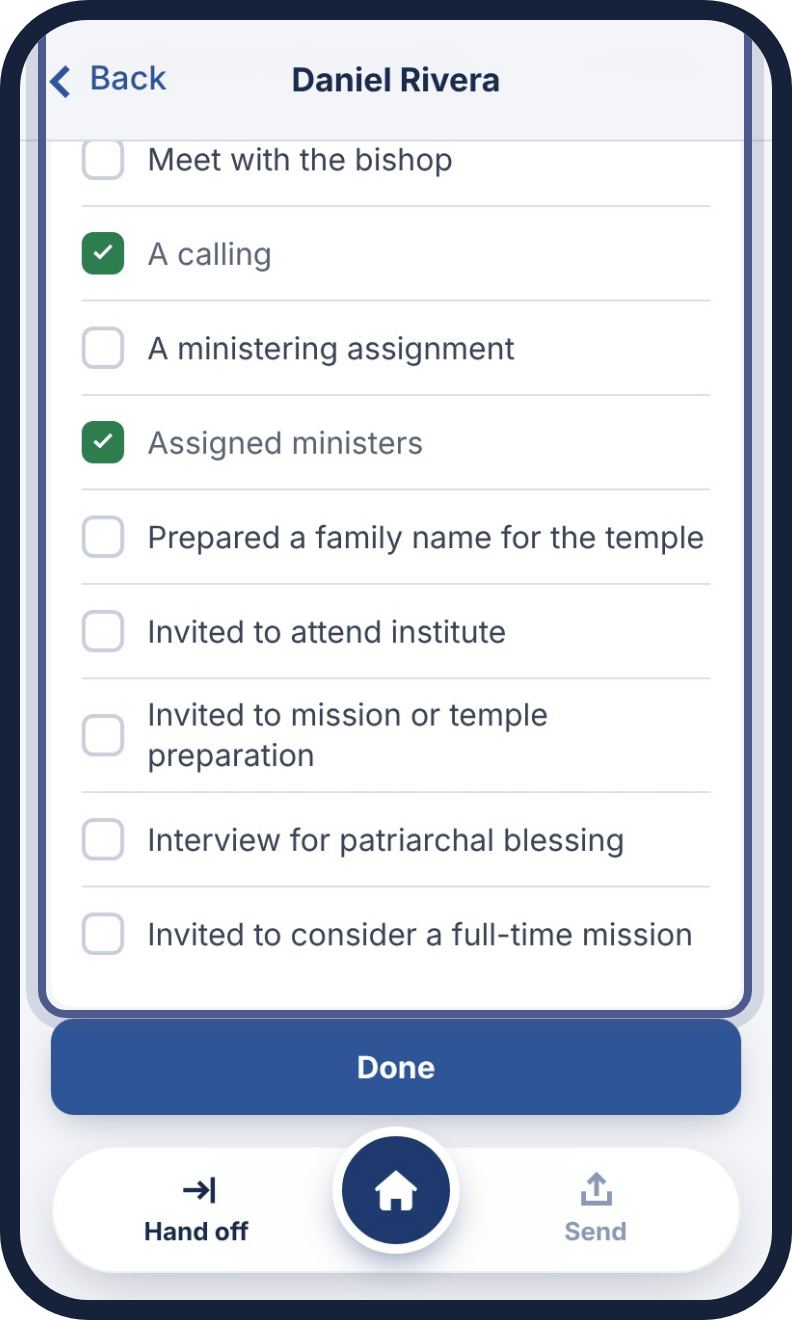 Back
Daniel Rivera
Meet with the bishop
A calling
A ministering assignment
Assigned ministers
Prepared a family name for the temple
Invited to attend institute
Invited to mission or temple
preparation
Interview for patriarchal blessing
Invited to consider a full-time mission
Done
Hand off
Send